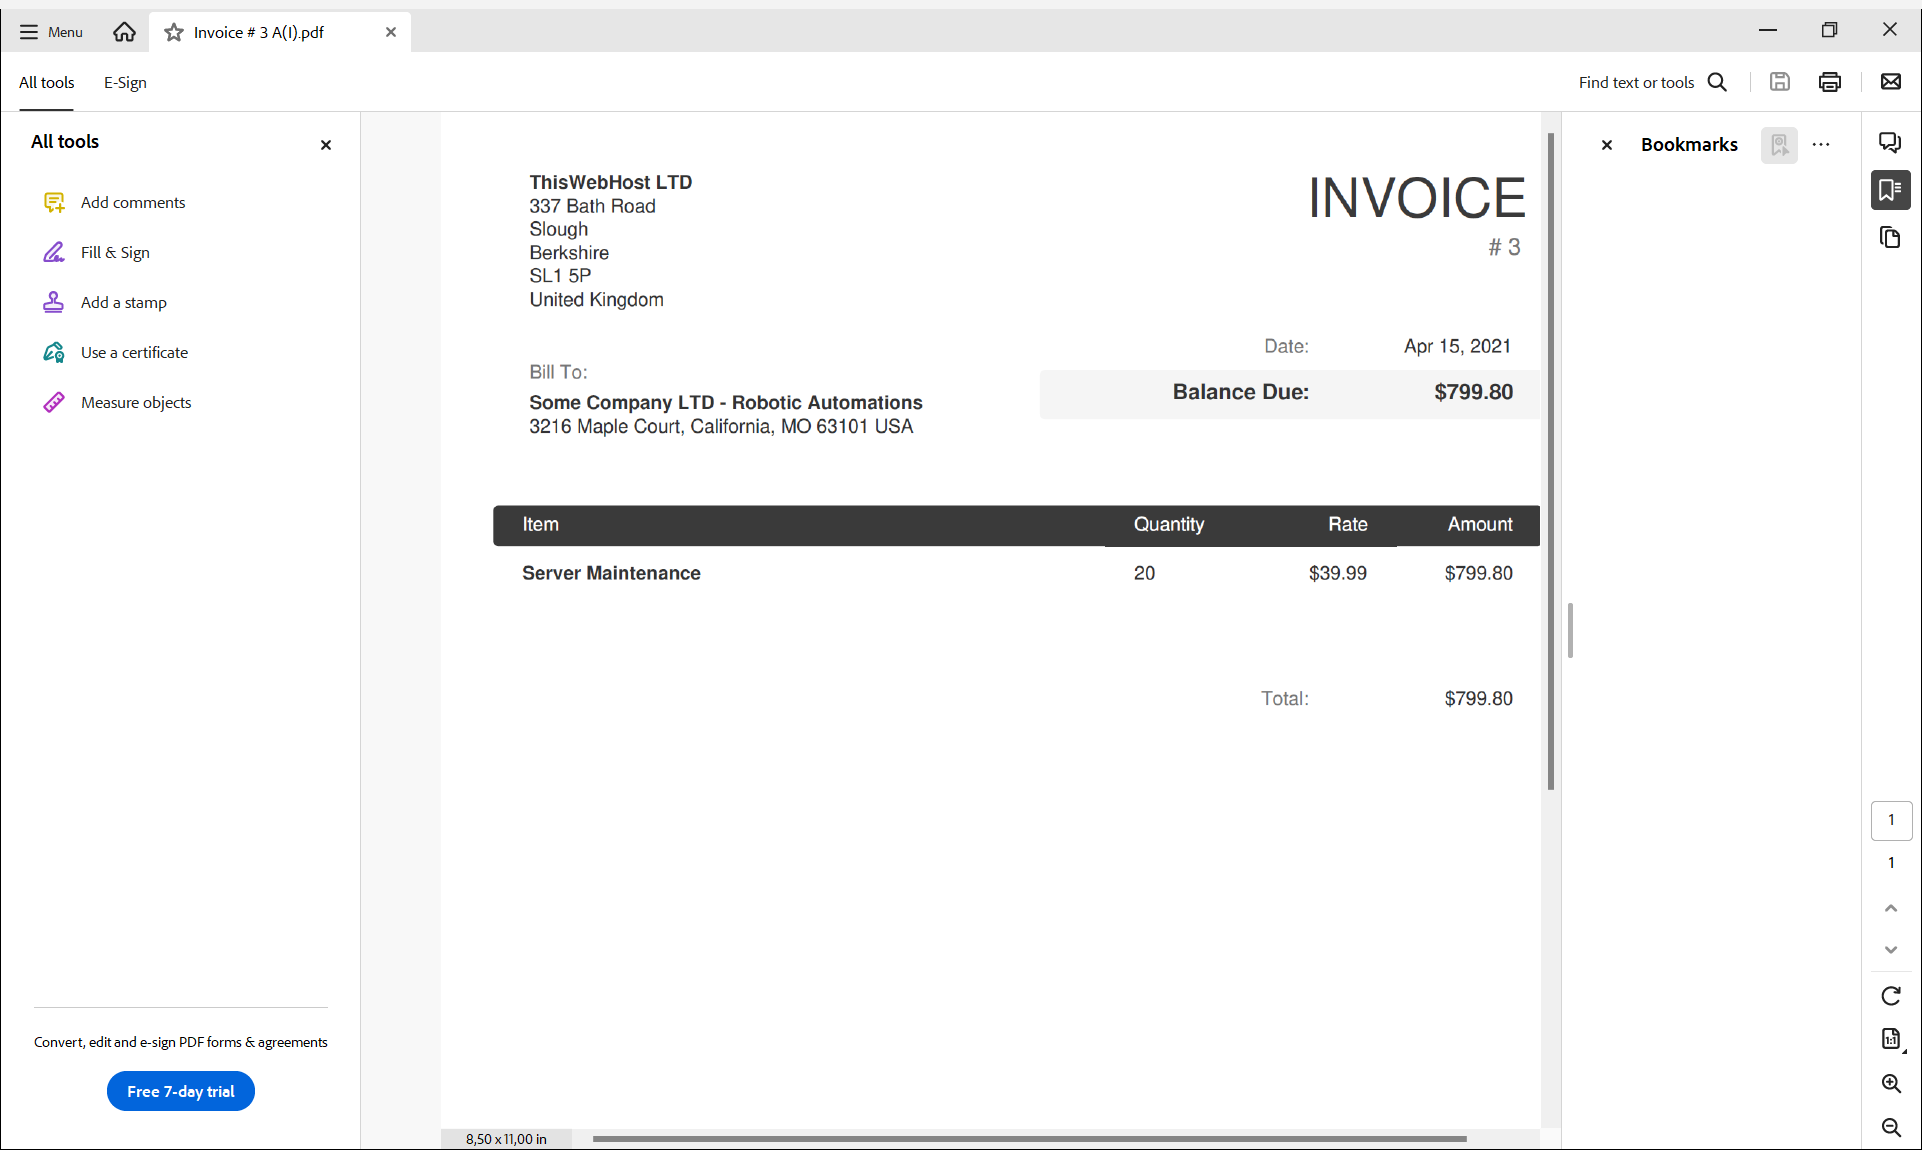 Menu
Invoice # 3 A(I).pdf
All tools
E-Sign
Find text or tools
All tools
Add comments
Fill & Sign
Add a stamp
Use a certificate
Measure objects
Convert, edit and e-sign PDF forms & agreements
Free 7-day trial
ThisWebHost LTD
337 Bath Road
Slough
Berkshire
SL1 5P
United Kingdom
INVOICE
# 3
Date: Apr 15, 2021
Balance Due: $799.80
Bill To:
Some Company LTD - Robotic Automations
3216 Maple Court, California, MO 63101 USA
Item Quantity Rate Amount
Server Maintenance 20 $39.99 $799.80
Total: $799.80
8,50 x 11,00 in
Bookmarks
1
1
1:1